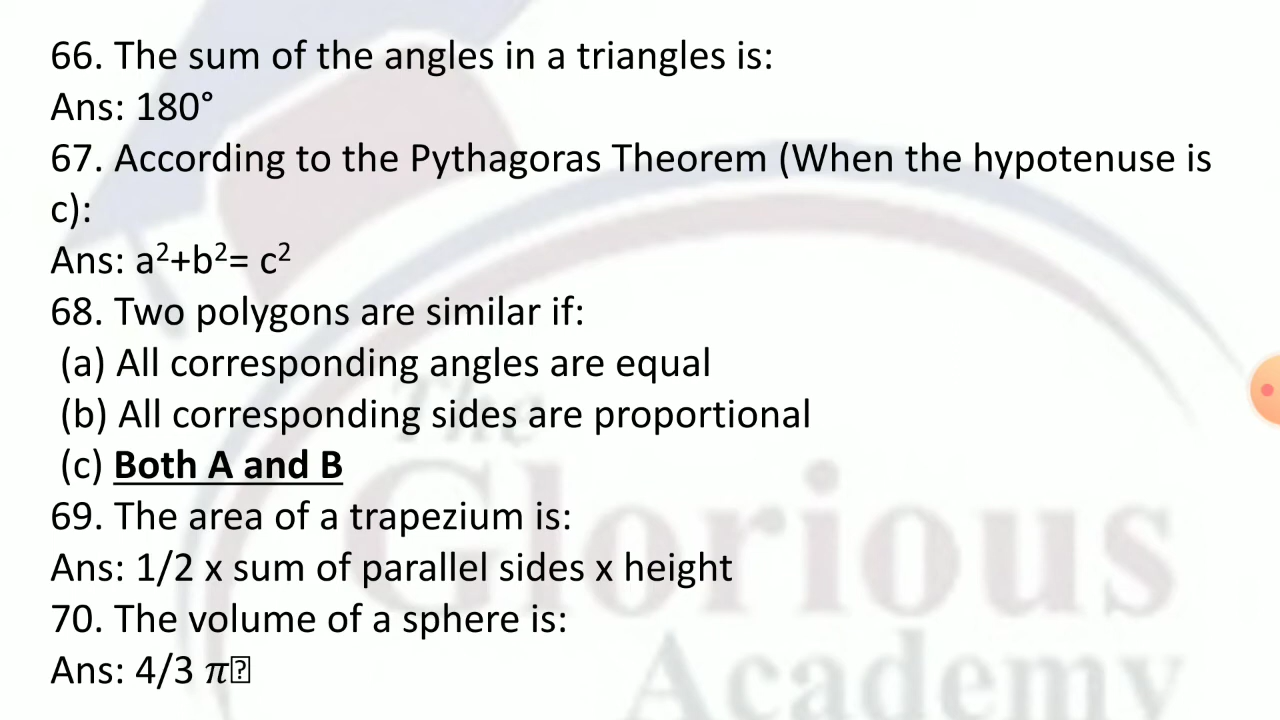 66. The sum of the angles in a triangles is:
Ans: 180°
67. According to the Pythagoras Theorem (When the hypotenuse is
c):
Ans: a²+b²= c²
68. Two polygons are similar if:
(a) All corresponding angles are equal
(b) All corresponding sides are proportional
(c) Both A and B
69. The area of a trapezium is:
Ans: 1/2 x sum of parallel sides x height
70. The volume of a sphere is:
Ans: 4/3 𝜋
The
Glorious
Academy